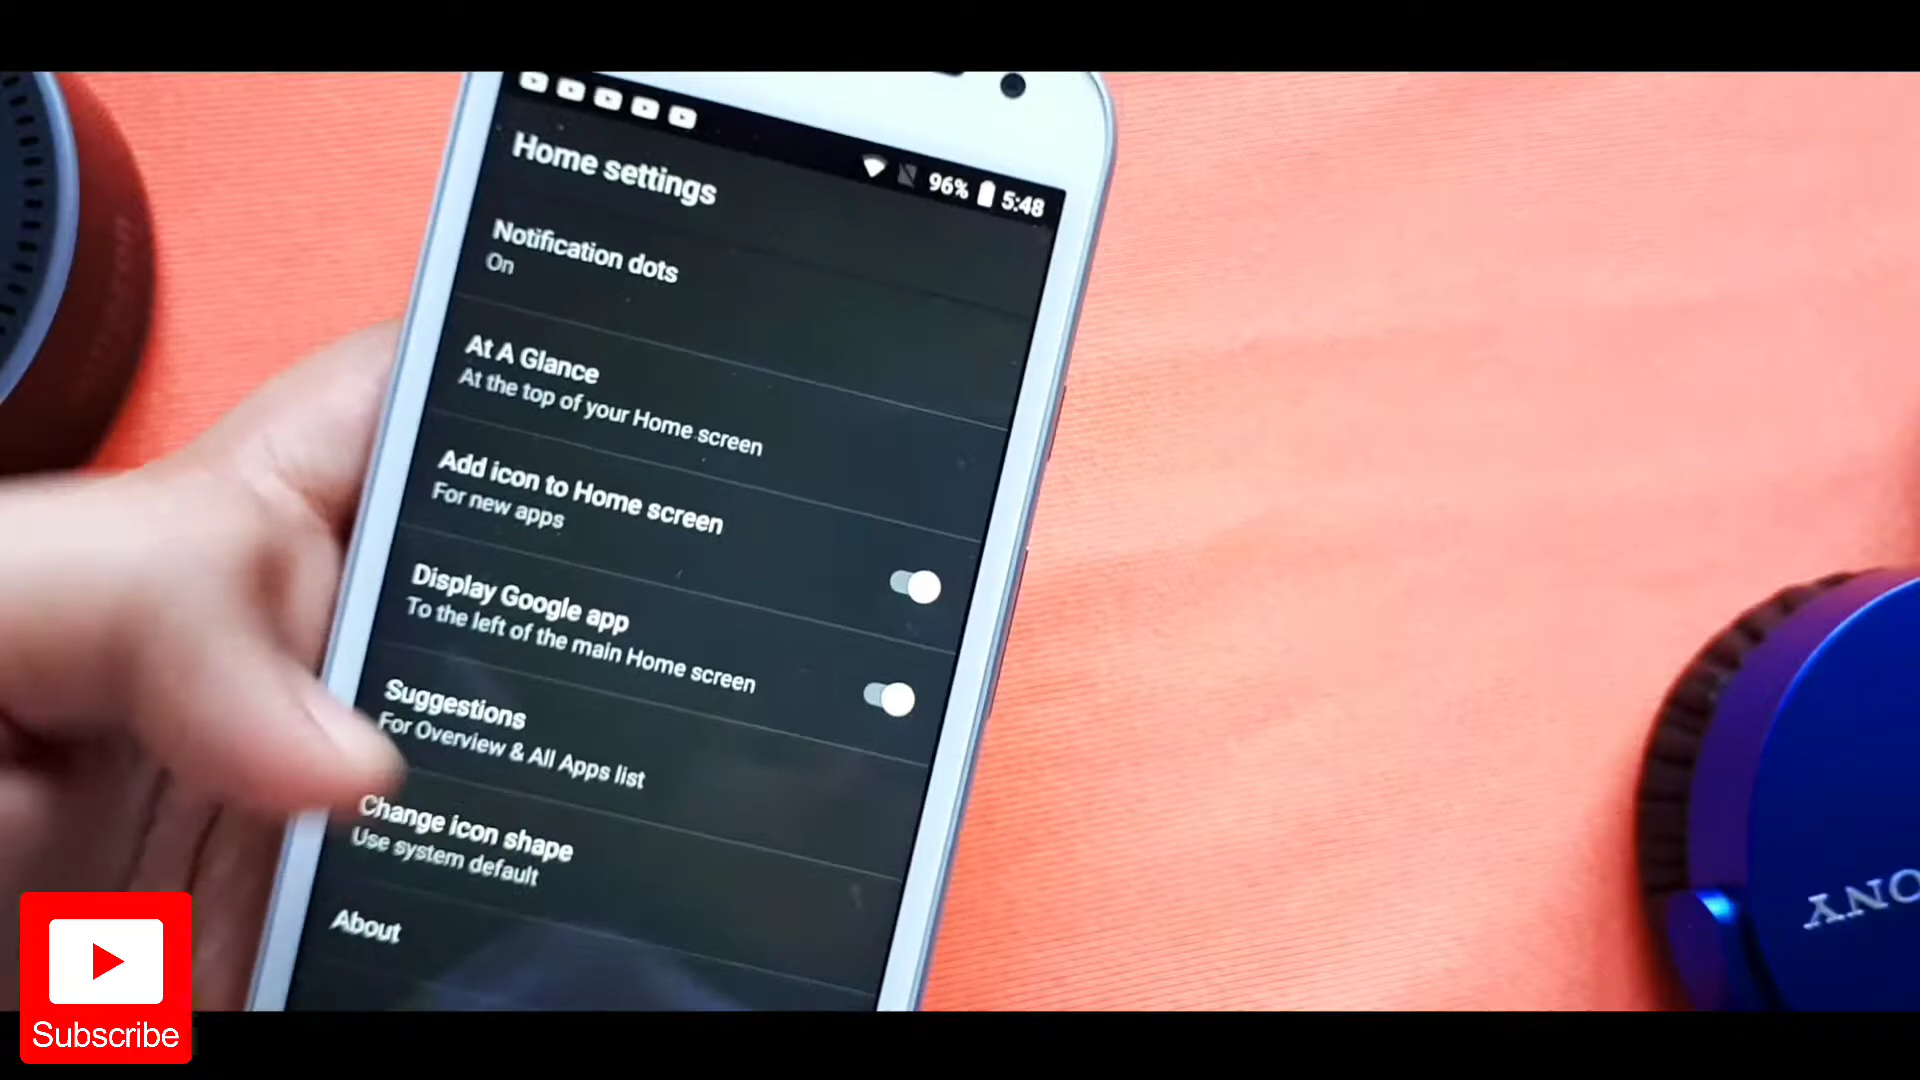 96% 5:48
Home settings
Notification dots
On
At A Glance
At the top of your Home screen
Add icon to Home screen
For new apps
Display Google app
To the left of the main Home screen
Suggestions
For Overview & All Apps list
Change icon shape
Use system default
About
SONY
Subscribe